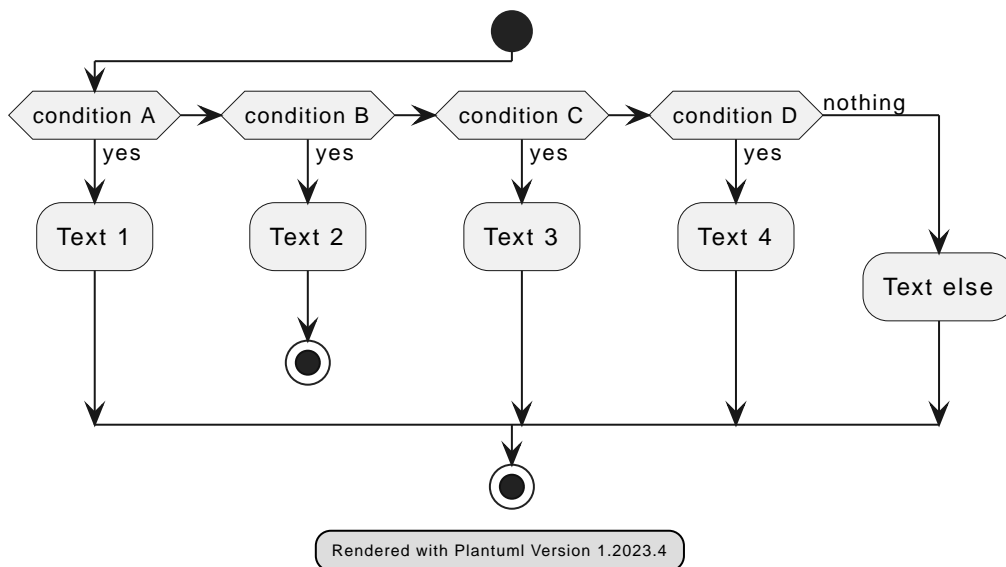 condition A
condition B
condition C
condition D
nothing
yes
yes
yes
yes
Text 1
Text 2
Text 3
Text 4
Text else
Rendered with Plantuml Version 1.2023.4